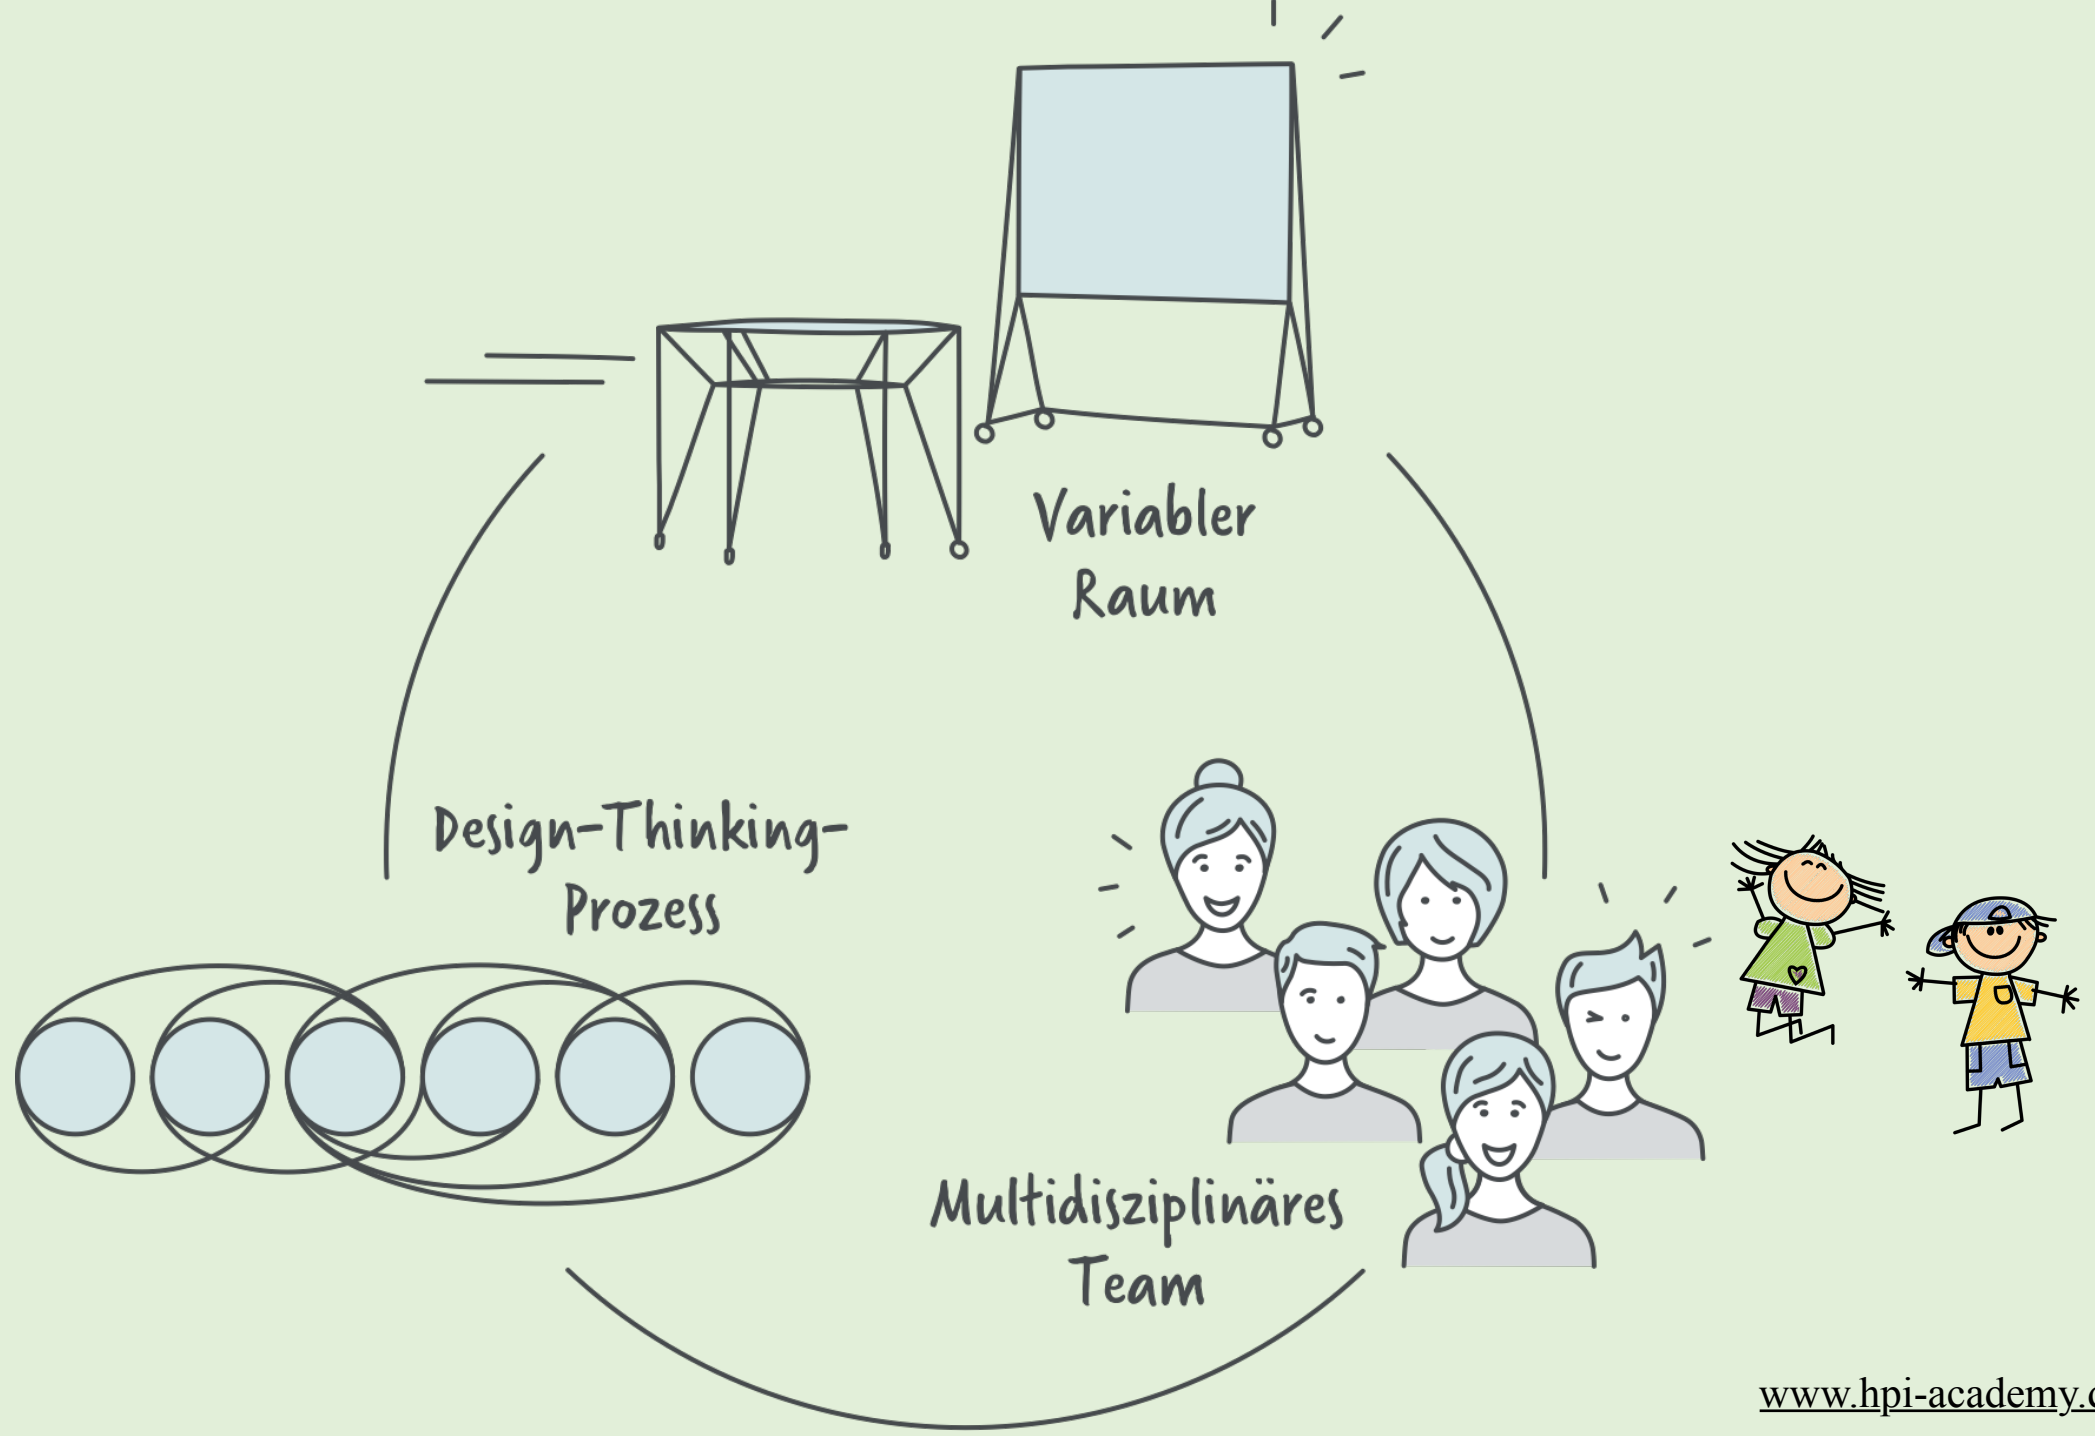 Variabler
Raum
Design-Thinking-
Prozess
Multidisziplinäres
Team
www.hpi-academy.